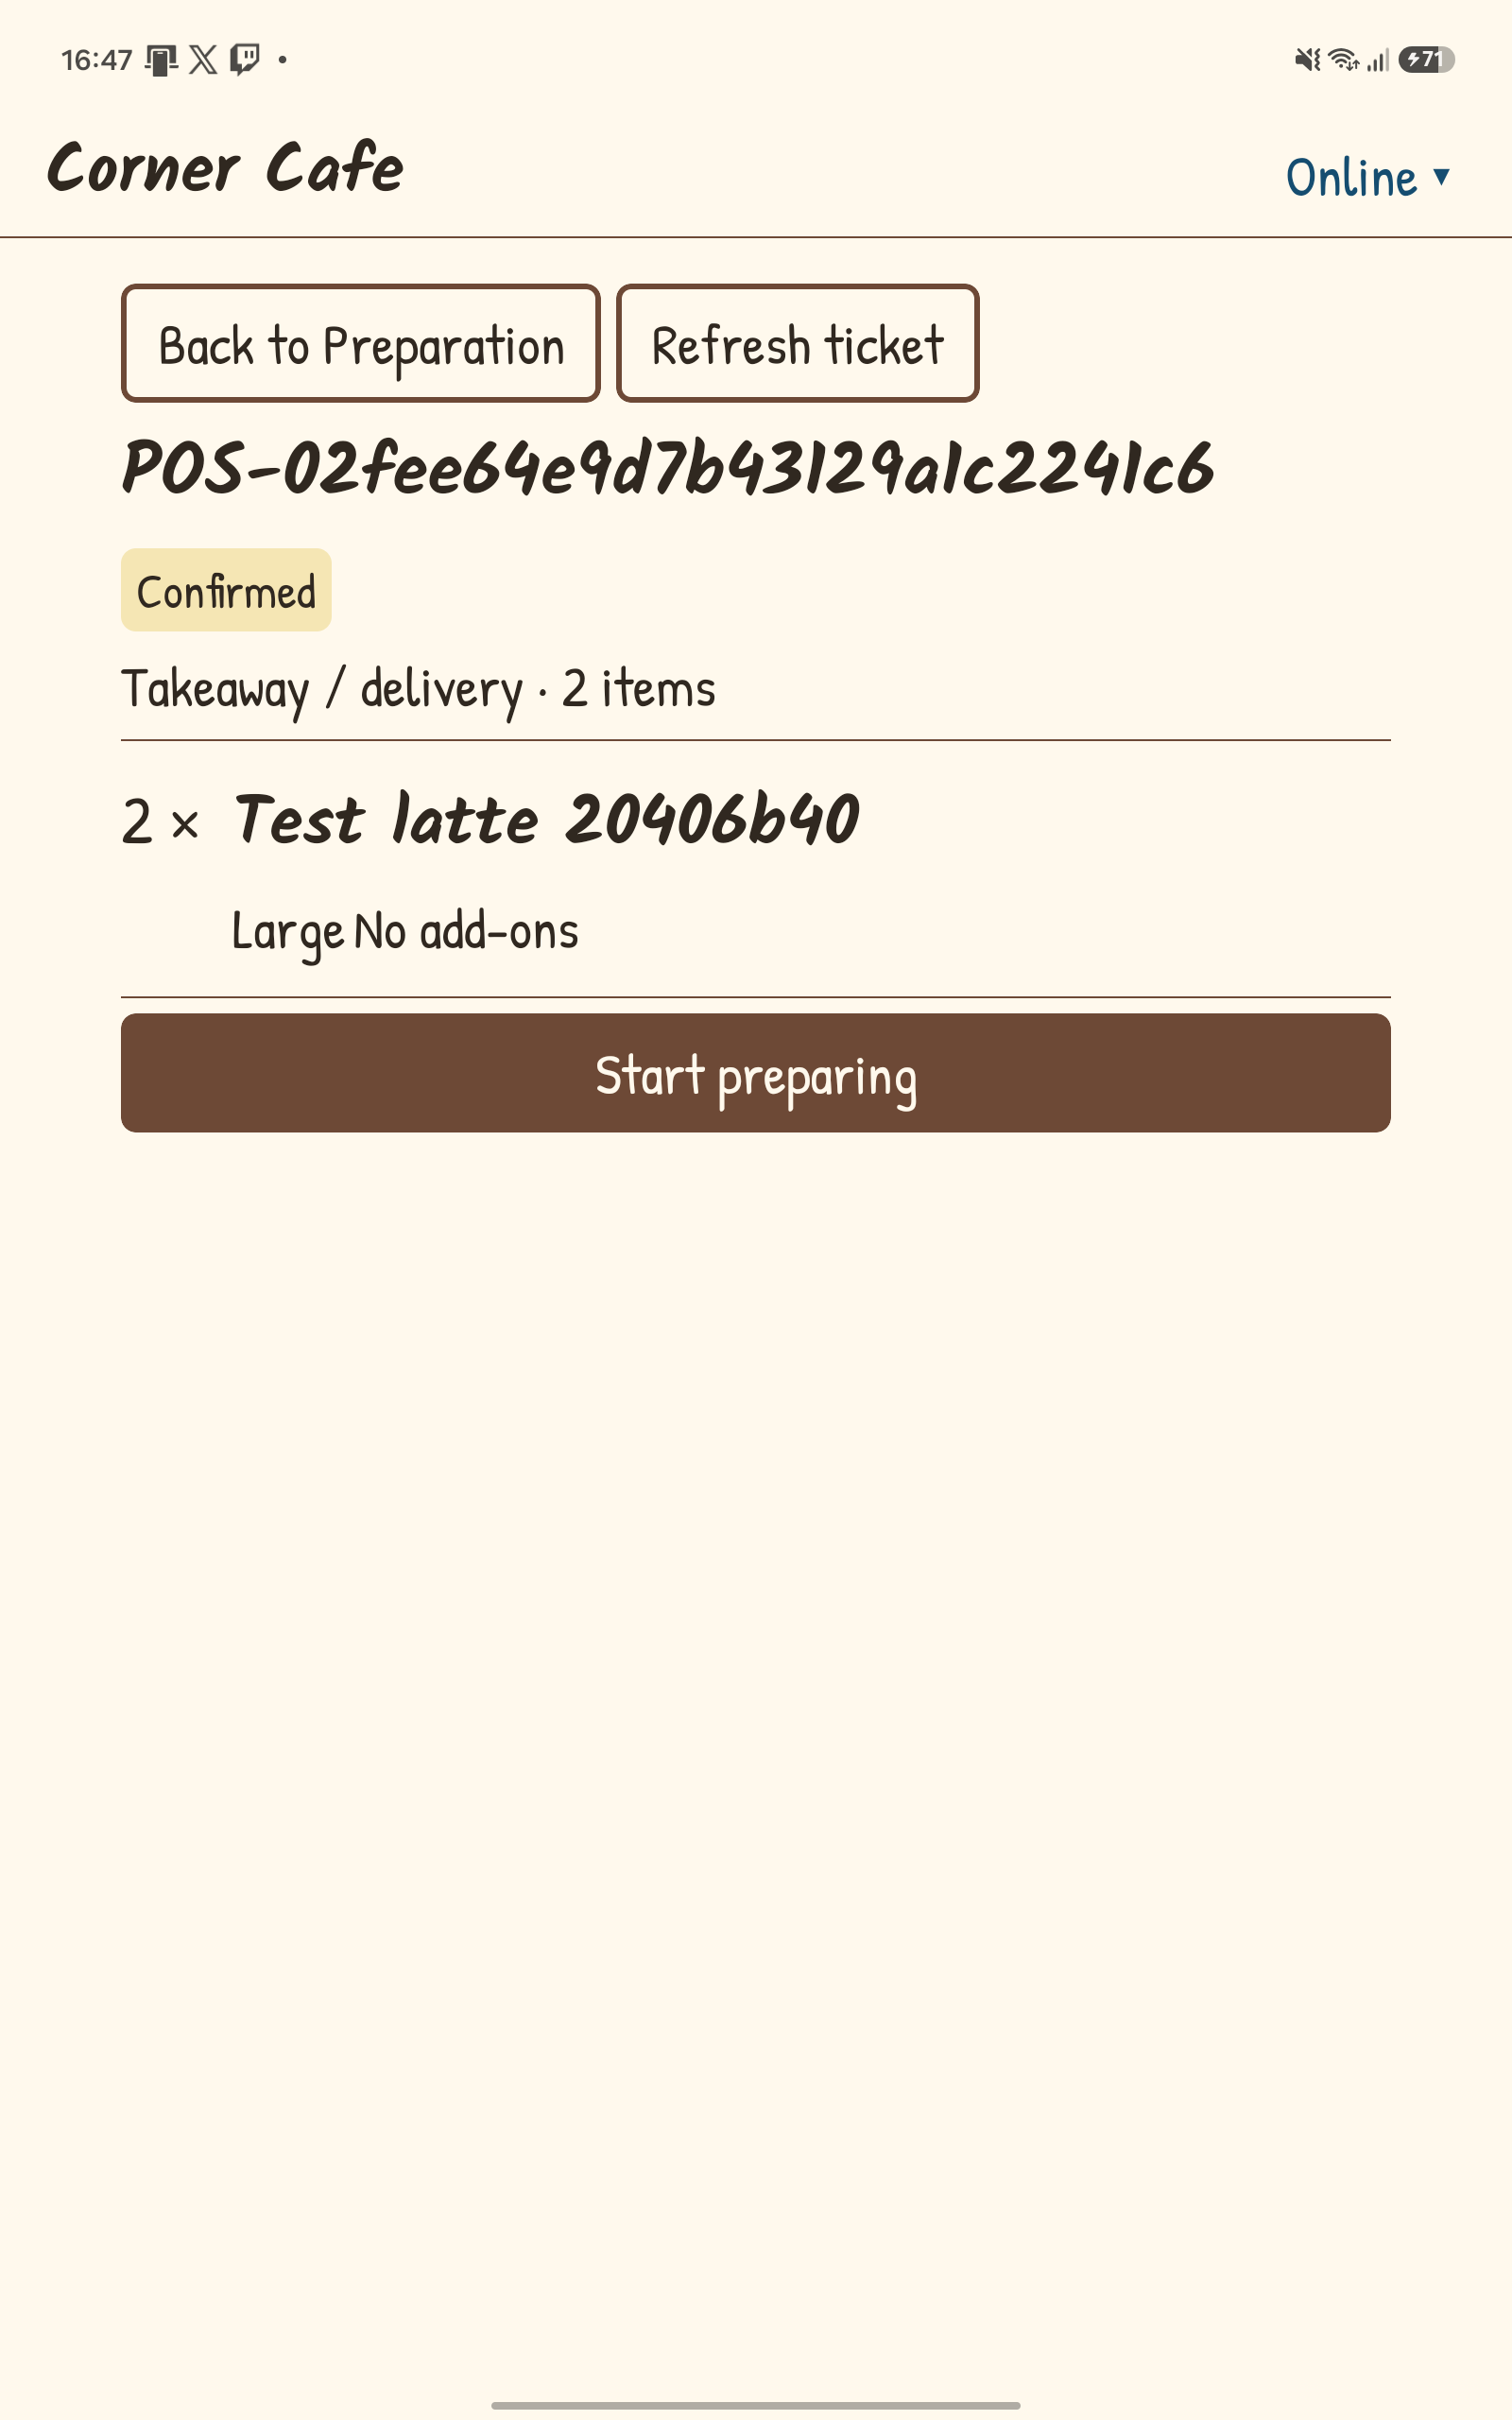 16:47
71
Corner Cafe
Online ▼
Back to Preparation
Refresh ticket
POS-02fee64e9d7b43129a1c2241c6
Confirmed
Takeaway / delivery · 2 items
2 × Test latte 20406b40
Large No add-ons
Start preparing